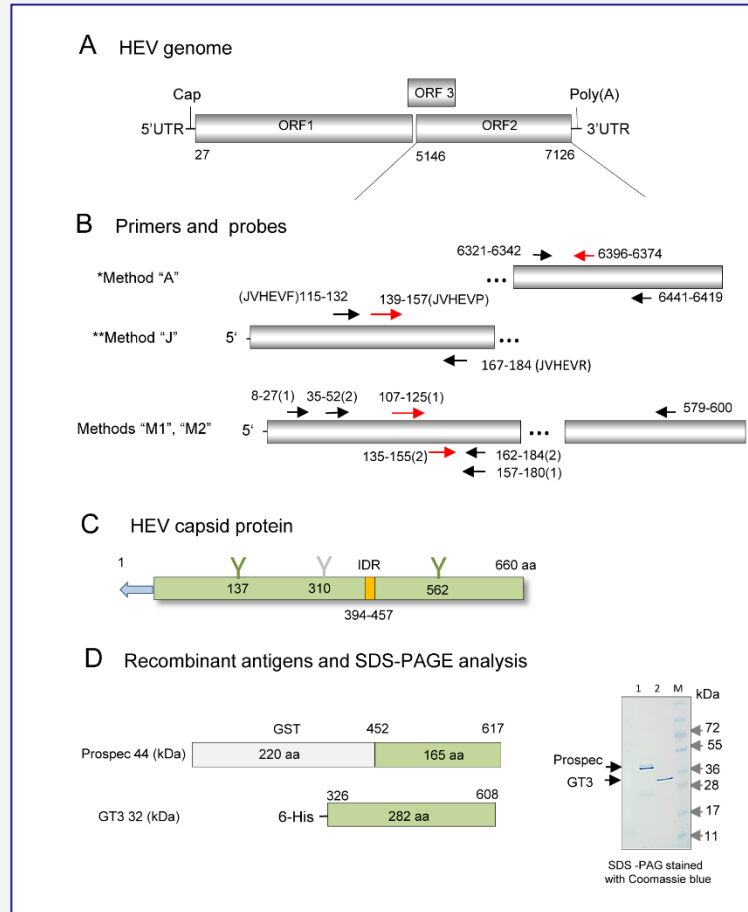 A HEV genome
ORF 3
Cap
Poly(A)
5'UTR
ORF1
ORF2
3'UTR
27
5146
7126
B Primers and probes
6321-6342
6396-6374
*Method "A"
...
6441-6419
(JVHEVF)115-132
139-157(JVHEVP)
**Method "J"
5'
...
167-184 (JVHEVR)
8-27(1)
35-52(2)
107-125(1)
579-600
Methods "M1", "M2"
5'
...
135-155(2)
162-184(2)
157-180(1)
C HEV capsid protein
1
IDR
660 aa
137
310
562
394-457
D Recombinant antigens and SDS-PAGE analysis
GST
452
617
Prospec 44 (kDa)
220 aa
165 aa
326
608
GT3 32 (kDa)
6-His
282 aa
1 2 M
kDa
72
55
Prospec
36
GT3
28
17
11
SDS -PAG stained
with Coomassie blue